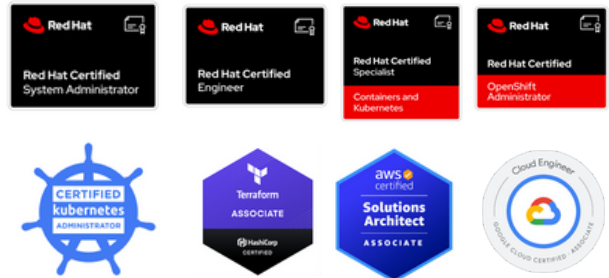 Red Hat
Red Hat Certified
System Administrator
Red Hat
Red Hat Certified
Engineer
Red Hat
Red Hat Certified
Specialist
Containers and
Kubernetes
Red Hat
Red Hat Certified
OpenShift
Administrator
CERTIFIED
kubernetes
ADMINISTRATOR
Terraform
ASSOCIATE
HashiCorp
CERTIFIED
aws
certified
Solutions
Architect
ASSOCIATE
Cloud Engineer
GOOGLE CLOUD CERTIFIED • ASSOCIATE